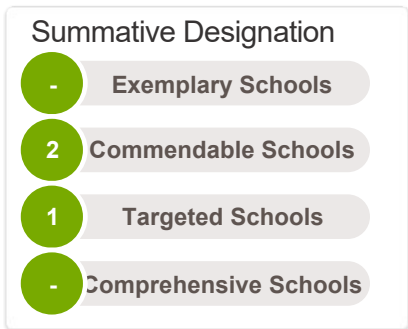 Summative Designation
- Exemplary Schools
2 Commendable Schools
1 Targeted Schools
- Comprehensive Schools